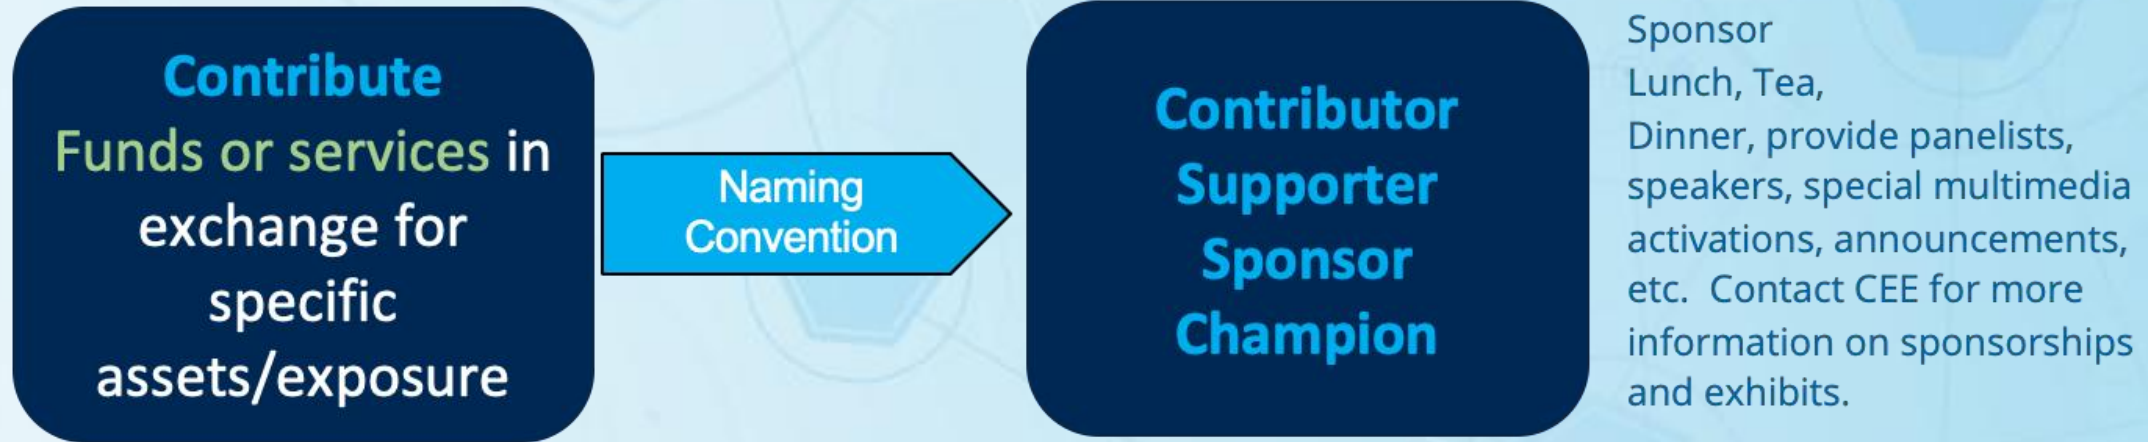 Contribute
Funds or services in
exchange for
specific
assets/exposure
Naming
Convention
Contributor
Supporter
Sponsor
Champion
Sponsor
Lunch, Tea,
Dinner, provide panelists,
speakers, special multimedia
activations, announcements,
etc.  Contact CEE for more
information on sponsorships
and exhibits.